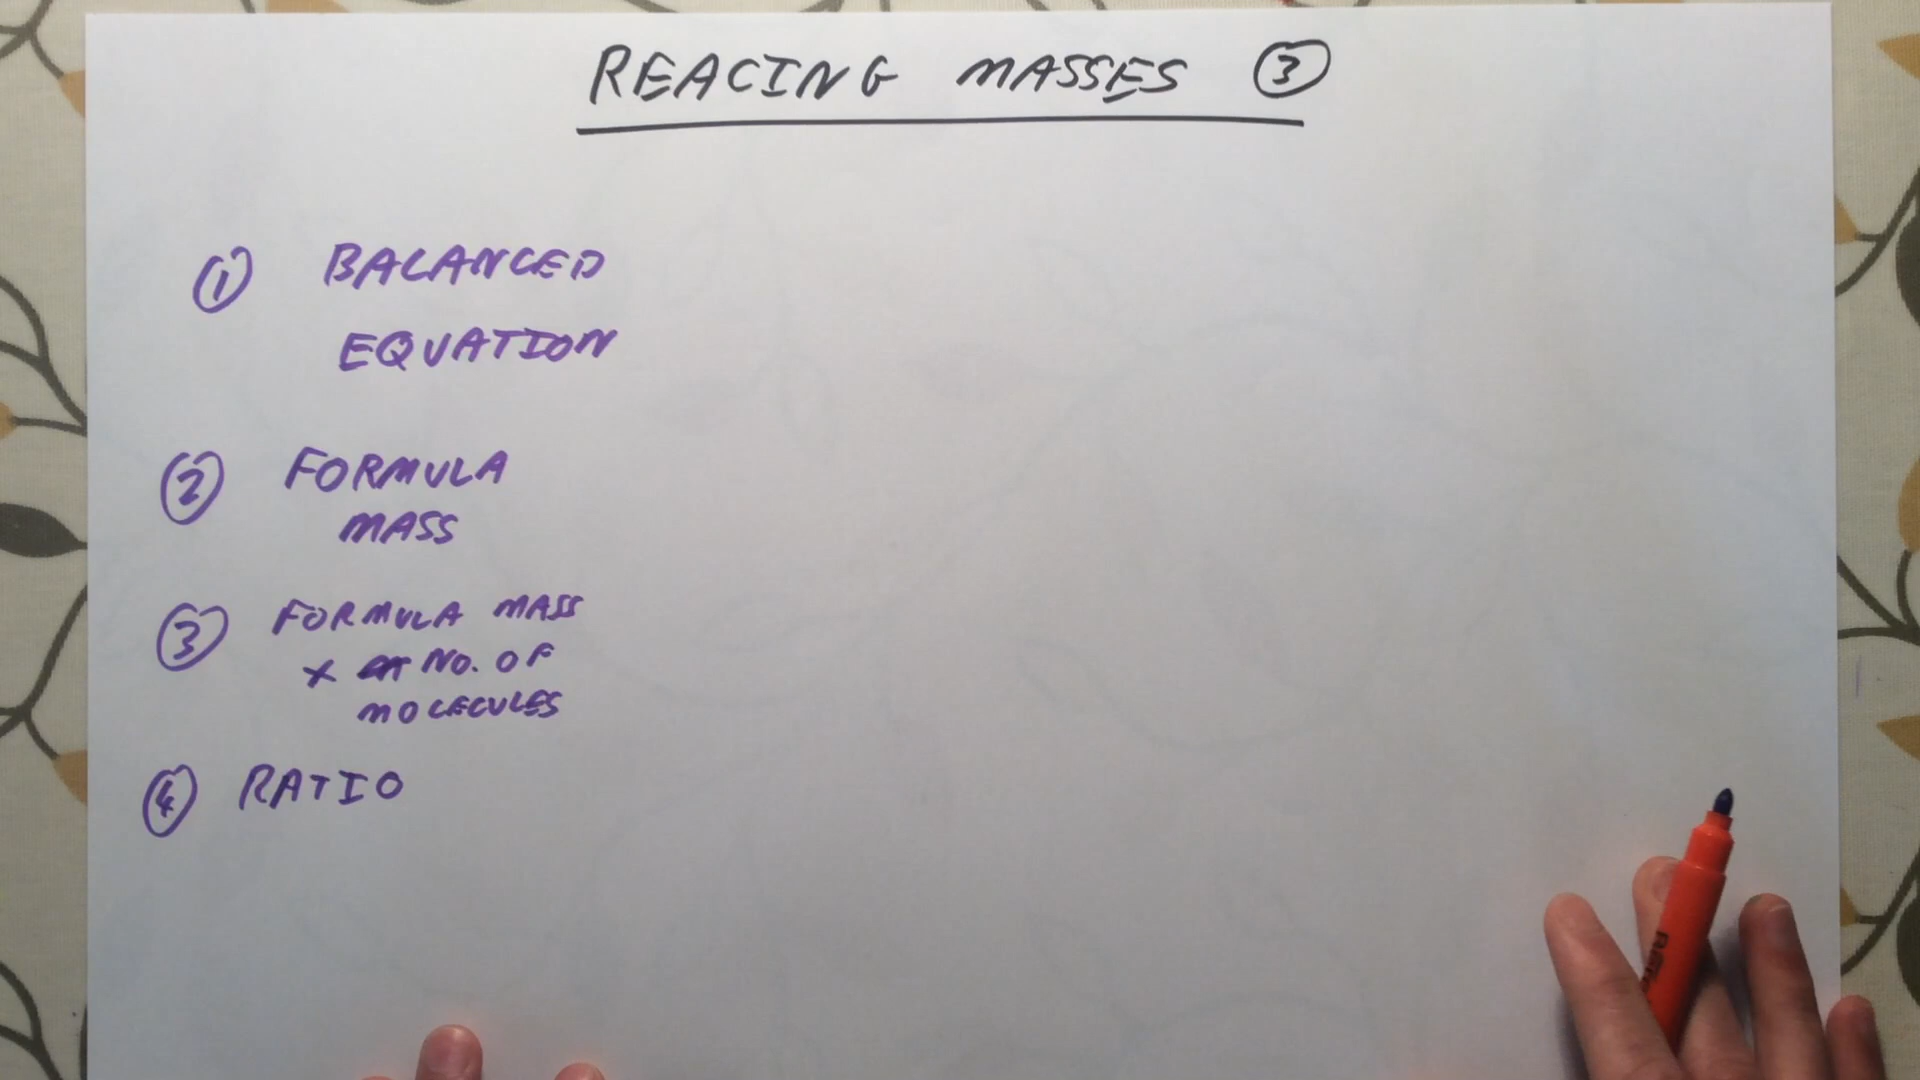 REACING MASSES ③
① BALANCED
EQUATION
② FORMULA
MASS
③ FORMULA MASS
× NO. OF
MOLECULES
④ RATIO